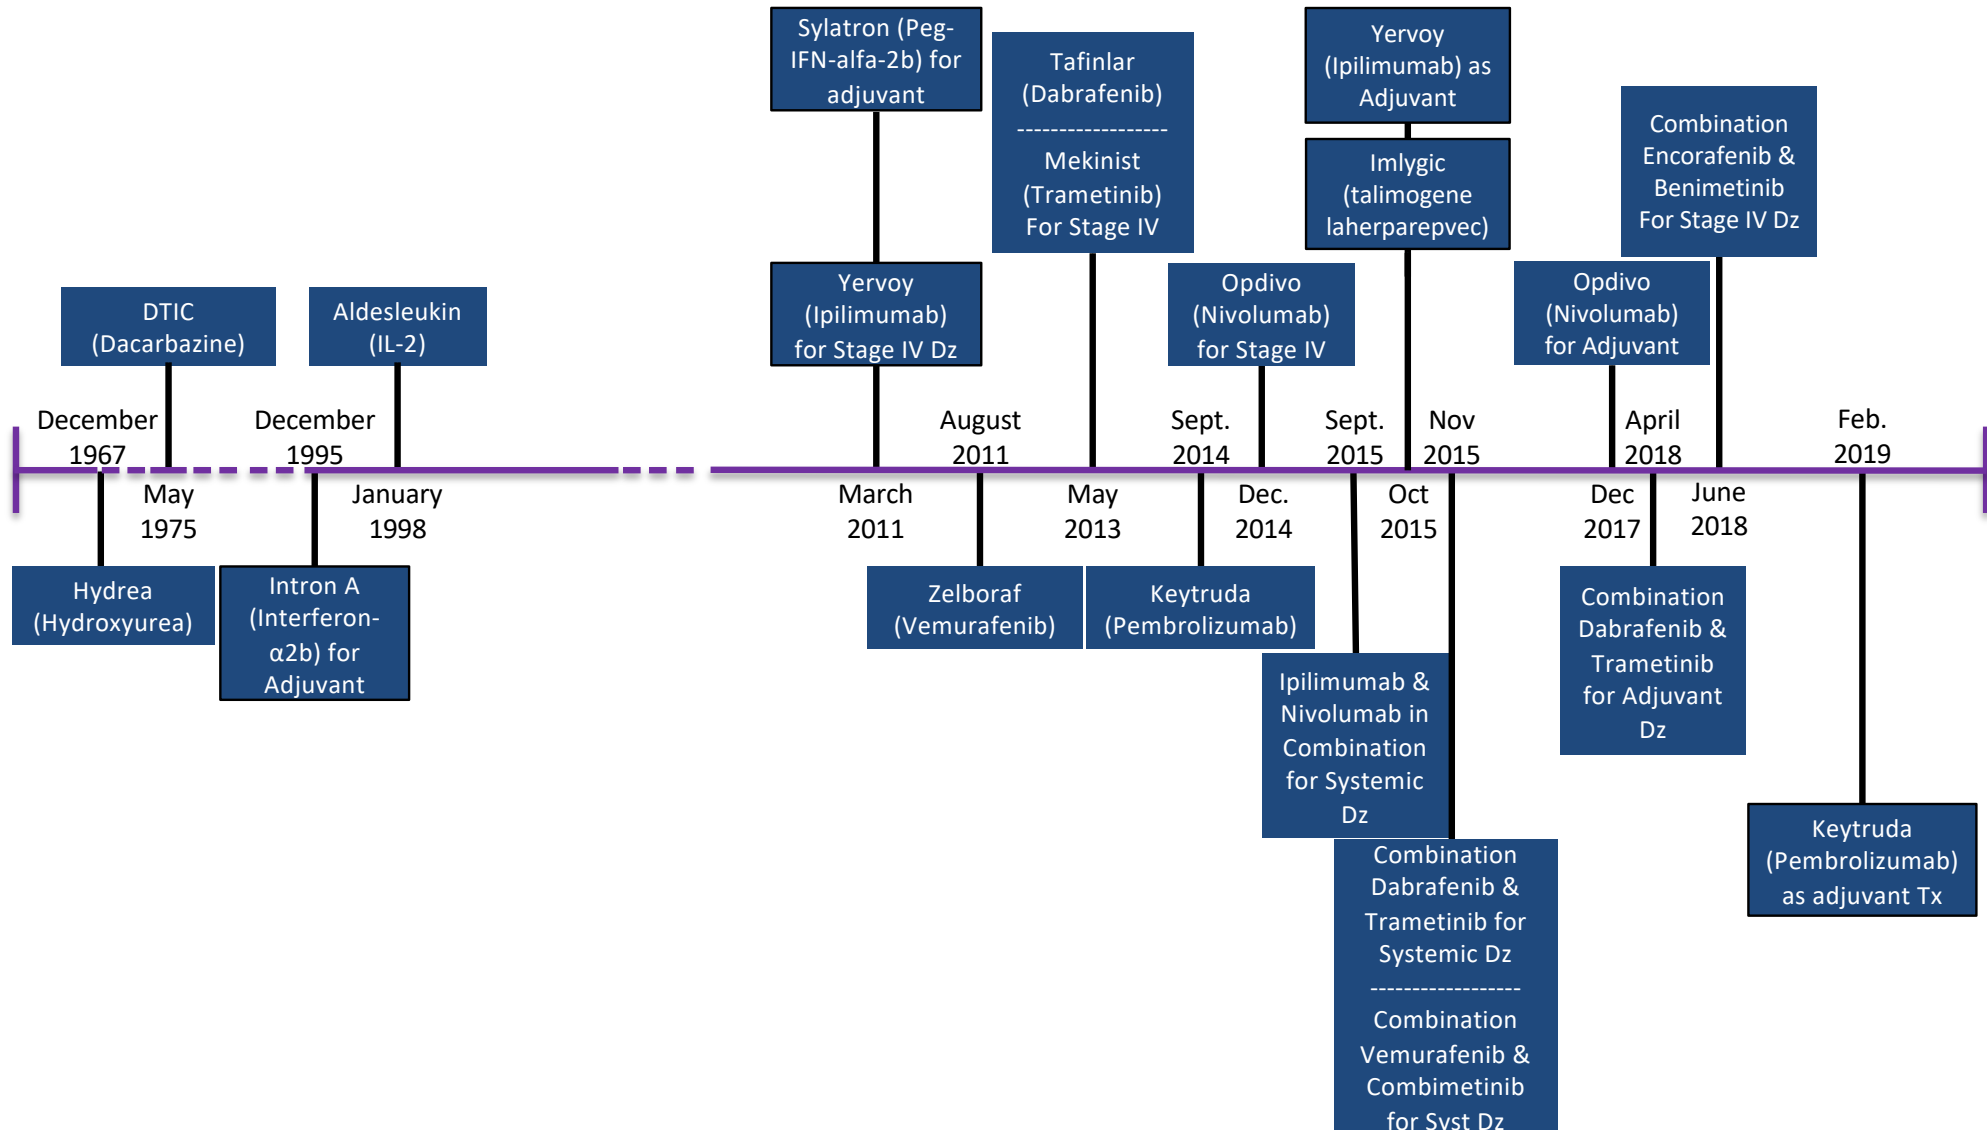 Sylatron (Peg-
IFN-alfa-2b) for
adjuvant
Tafinlar
(Dabrafenib)
------------------
Mekinist
(Trametinib)
For Stage IV
Yervoy
(Ipilimumab) as
Adjuvant
Imlygic
(talimogene
laherparepvec)
Combination
Encorafenib &
Benimetinib
For Stage IV Dz
DTIC
(Dacarbazine)
Aldesleukin
(IL-2)
Yervoy
(Ipilimumab)
for Stage IV Dz
Opdivo
(Nivolumab)
for Stage IV
Opdivo
(Nivolumab)
for Adjuvant
December
1967
December
1995
August
2011
Sept.
2014
Sept.
2015
Nov
2015
April
2018
Feb.
2019
May
1975
January
1998
March
2011
May
2013
Dec.
2014
Oct
2015
Dec
2017
June
2018
Hydrea
(Hydroxyurea)
Intron A
(Interferon-
α2b) for
Adjuvant
Zelboraf
(Vemurafenib)
Keytruda
(Pembrolizumab)
Ipilimumab &
Nivolumab in
Combination
for Systemic
Dz
Combination
Dabrafenib &
Trametinib for
Systemic Dz
------------------
Combination
Vemurafenib &
Combimetinib
for Syst Dz
Combination
Dabrafenib &
Trametinib
for Adjuvant
Dz
Keytruda
(Pembrolizumab)
as adjuvant Tx